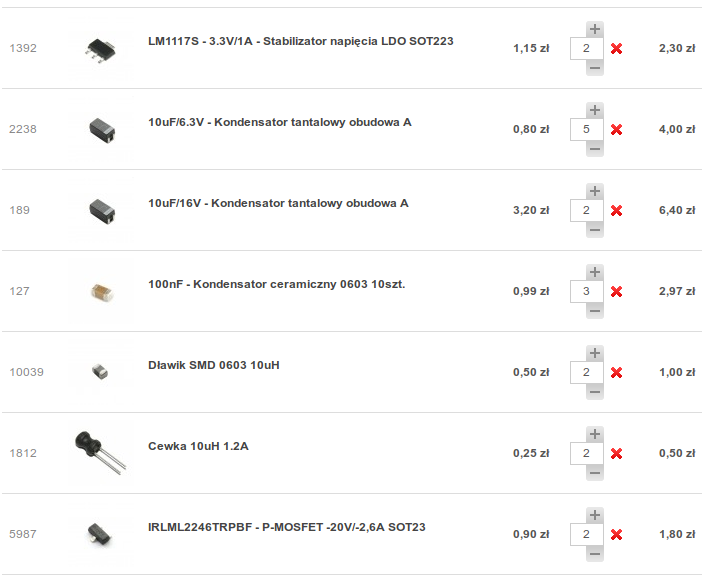 1392 LM1117S - 3.3V/1A - Stabilizator napięcia LDO SOT223 1,15 zł 2 2,30 zł
2238 10uF/6.3V - Kondensator tantalowy obudowa A 0,80 zł 5 4,00 zł
189 10uF/16V - Kondensator tantalowy obudowa A 3,20 zł 2 6,40 zł
127 100nF - Kondensator ceramiczny 0603 10szt. 0,99 zł 3 2,97 zł
10039 Dławik SMD 0603 10uH 0,50 zł 2 1,00 zł
1812 Cewka 10uH 1.2A 0,25 zł 2 0,50 zł
5987 IRLML2246TRPBF - P-MOSFET -20V/-2,6A SOT23 0,90 zł 2 1,80 zł